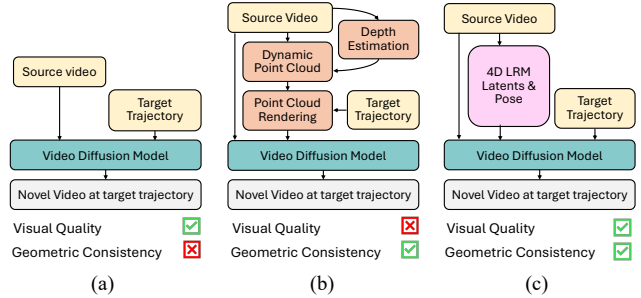 Source video
Target
Trajectory
Video Diffusion Model
Novel Video at target trajectory
Visual Quality
Geometric Consistency
(a)
Source Video
Depth
Estimation
Dynamic
Point Cloud
Point Cloud
Rendering
Target
Trajectory
Video Diffusion Model
Novel Video at target trajectory
Visual Quality
Geometric Consistency
(b)
Source Video
4D LRM
Latents &
Pose
Target
Trajectory
Video Diffusion Model
Novel Video at target trajectory
Visual Quality
Geometric Consistency
(c)